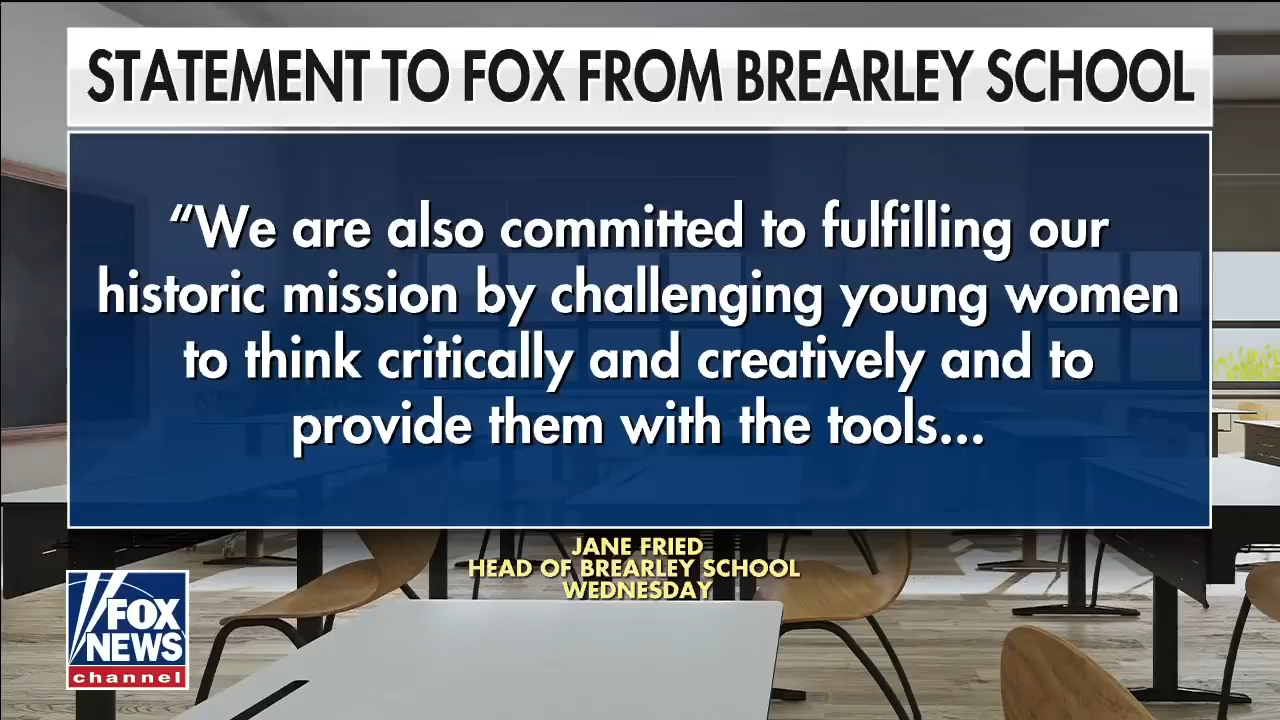 STATEMENT TO FOX FROM BREARLEY SCHOOL
“We are also committed to fulfilling our
historic mission by challenging young women
to think critically and creatively and to
provide them with the tools...
JANE FRIED
HEAD OF BREARLEY SCHOOL
WEDNESDAY
FOX
NEWS
channel